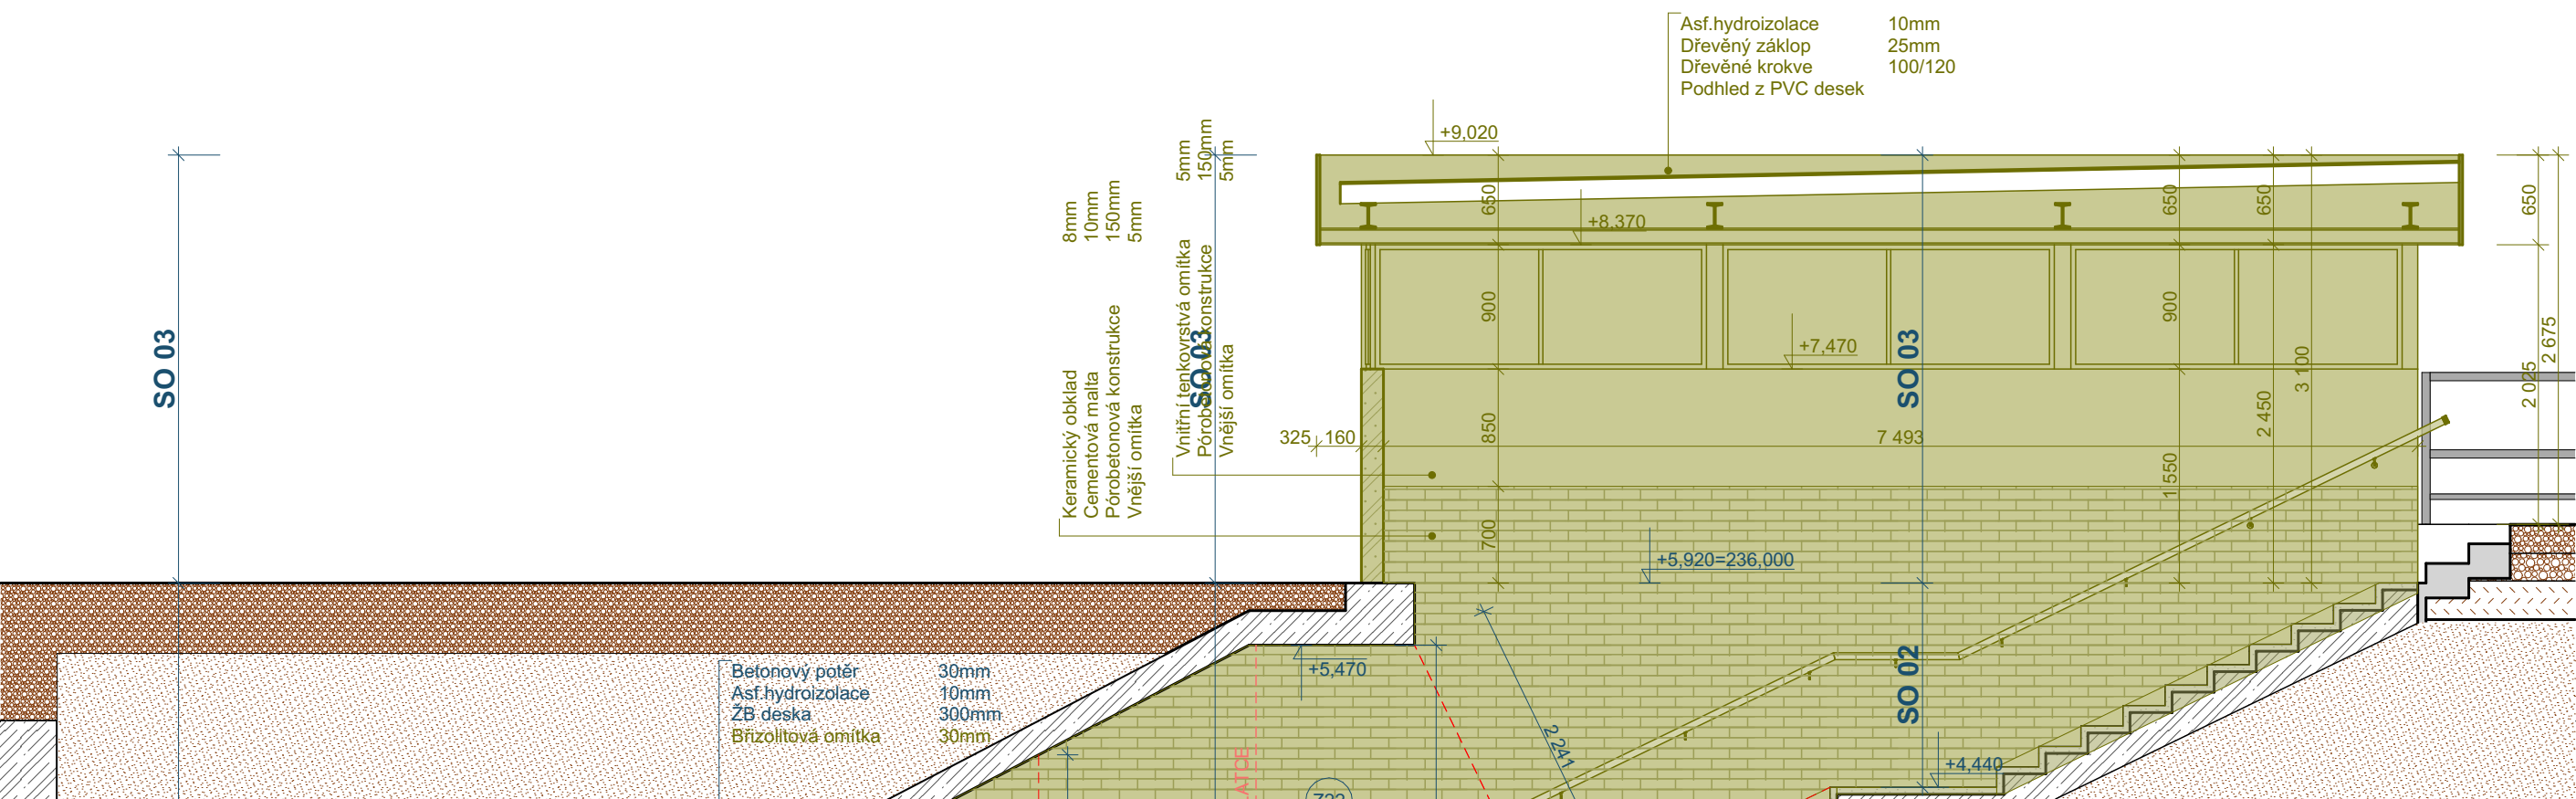 Asf.hydroizolace 10mm
Dřevěný záklop 25mm
Dřevěné krokve 100/120
Podhled z PVC desek
+9,020
+8,370
+7,470
+5,920=236,000
+5,470
+4,440
SO 03
SO 03
SO 03
SO 02
Keramický obklad 8mm
Cementová malta 10mm
Pórobetonová konstrukce 150mm
Vnější omítka 5mm
Vnitřní tenkovrstvá omítka 5mm
Pórobetonová konstrukce 150mm
Vnější omítka 5mm
325 160
7 493
650
900
850
700
650
900
1 550
650
2 450
3 100
650
2 025
2 675
Betonový potěr 30mm
Asf.hydroizolace 10mm
ŽB deska 300mm
Břizolitová omítka 30mm
2 241